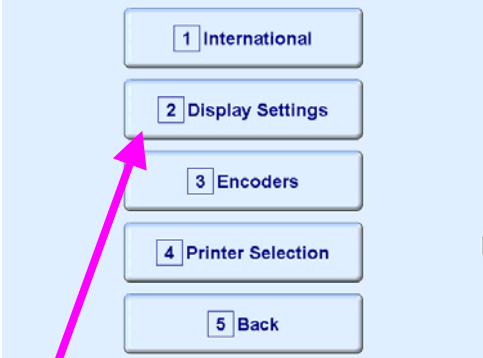 1 International
2 Display Settings
3 Encoders
4 Printer Selection
5 Back